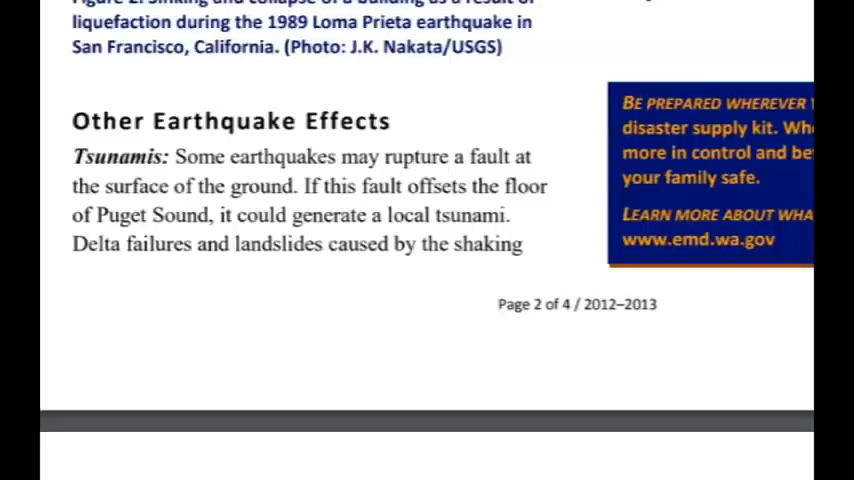 liquefaction during the 1989 Loma Prieta earthquake in
San Francisco, California. (Photo: J.K. Nakata/USGS)
Other Earthquake Effects
Tsunamis: Some earthquakes may rupture a fault at
the surface of the ground. If this fault offsets the floor
of Puget Sound, it could generate a local tsunami.
Delta failures and landslides caused by the shaking
BE PREPARED WHEREVER
disaster supply kit.
more in control and
your family safe.
LEARN MORE ABOUT
www.emd.wa.gov
Page 2 of 4 / 2012–2013